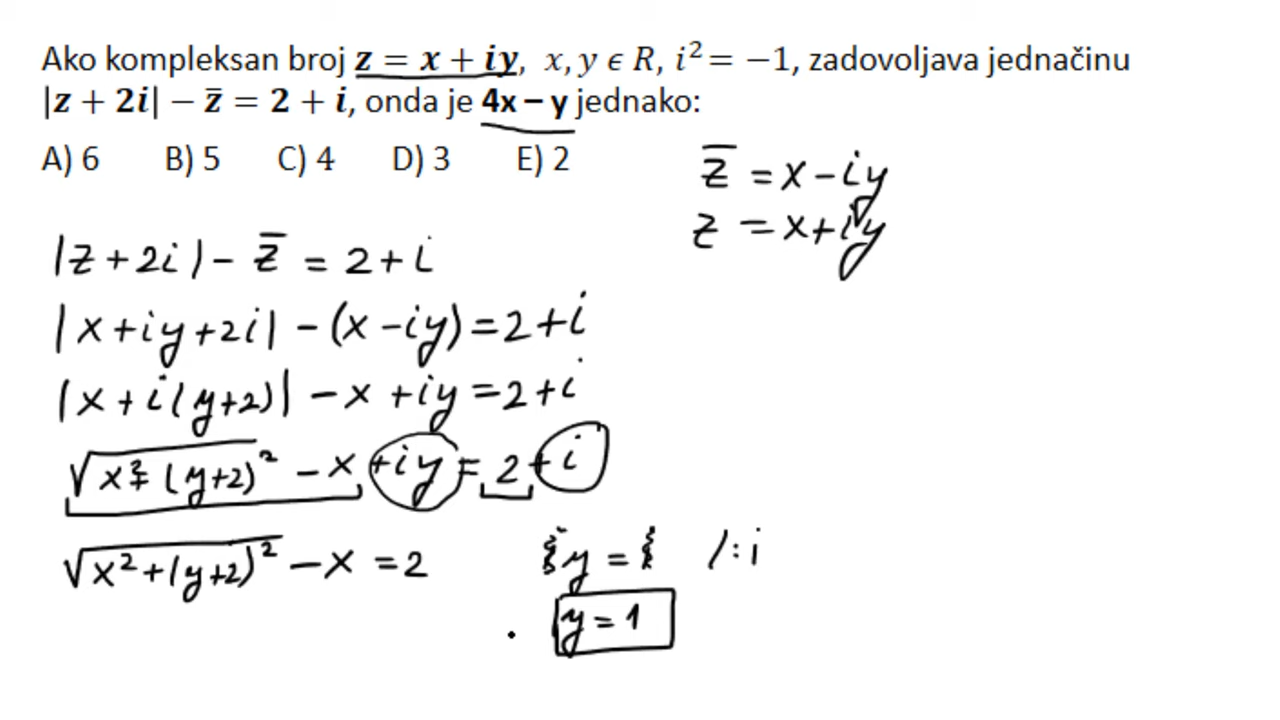 Ako kompleksan broj z = x + iy, x, y ϵ R, i² = −1, zadovoljava jednačinu
|z + 2i| − z̄ = 2 + i, onda je 4x – y jednako:
A) 6 B) 5 C) 4 D) 3 E) 2
z̄ = x − iy
z = x + iy
|z + 2i| − z̄ = 2 + i
|x + iy + 2i| − (x − iy) = 2 + i
|x + i(y+2)| − x + iy = 2 + i
√x² + (y+2)² − x + iy = 2 + i
√x² + (y+2)² − x = 2
iy = i /: i
y = 1